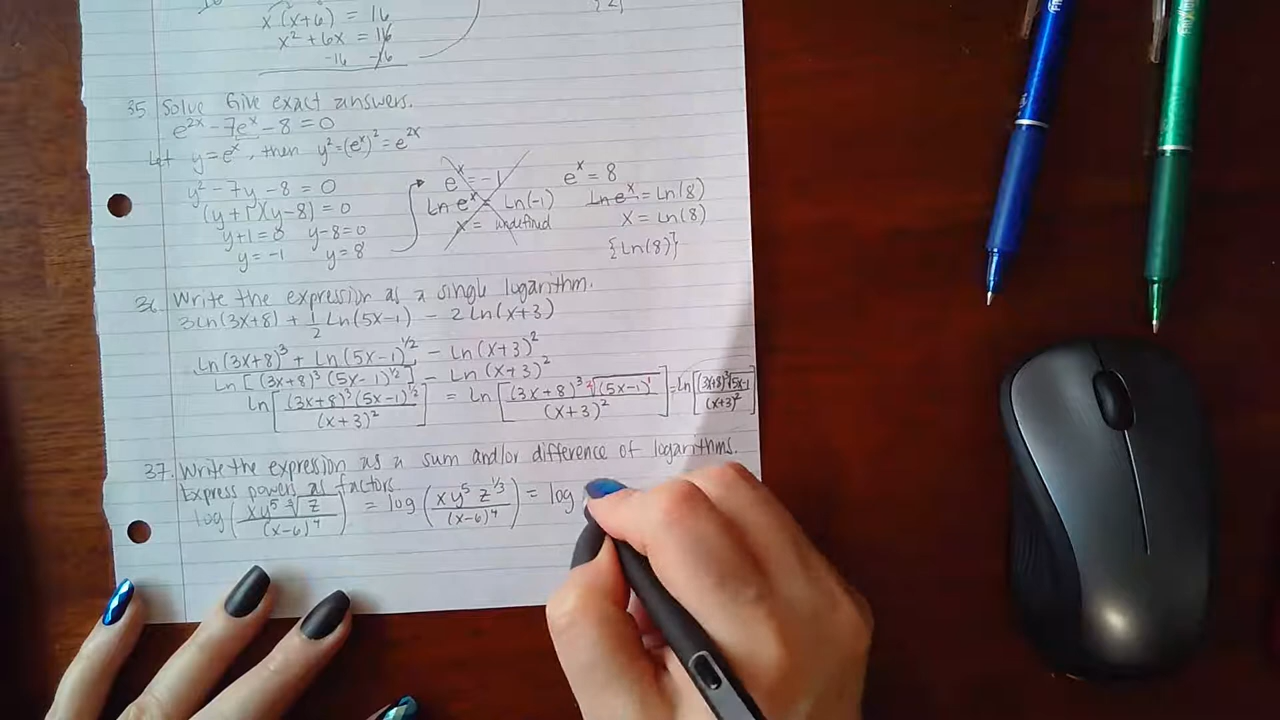 x(x+6) = 16
x² + 6x = 16
-16 -16
35 Solve Give exact answers.
e^2x - 7e^x - 8 = 0
Let y = e^x, then y² = (e^x)² = e^2x
y² - 7y - 8 = 0
(y+1)(y-8) = 0
y+1=0 y-8=0
y = -1 y = 8
e^x = -1
Ln e^x = Ln(-1)
x = undefined
e^x = 8
Ln e^x = Ln(8)
x = Ln(8)
{Ln(8)}
36. Write the expression as a single logarithm.
3Ln(3x+8) + 1/2 Ln(5x-1) - 2Ln(x+3)
Ln(3x+8)³ + Ln(5x-1)^1/2 - Ln(x+3)²
Ln[(3x+8)³(5x-1)^1/2] - Ln(x+3)²
Ln[(3x+8)³(5x-1)^1/2 / (x+3)²] = Ln[(3x+8)³ ²√(5x-1)¹ / (x+3)²] = Ln[(3x+8)³√5x-1 / (x+3)²]
37. Write the expression as a sum and/or difference of logarithms.
Express powers as factors.
log(xy⁵ ³√z / (x-6)⁴) = log(xy⁵ z^1/3 / (x-6)⁴) = log